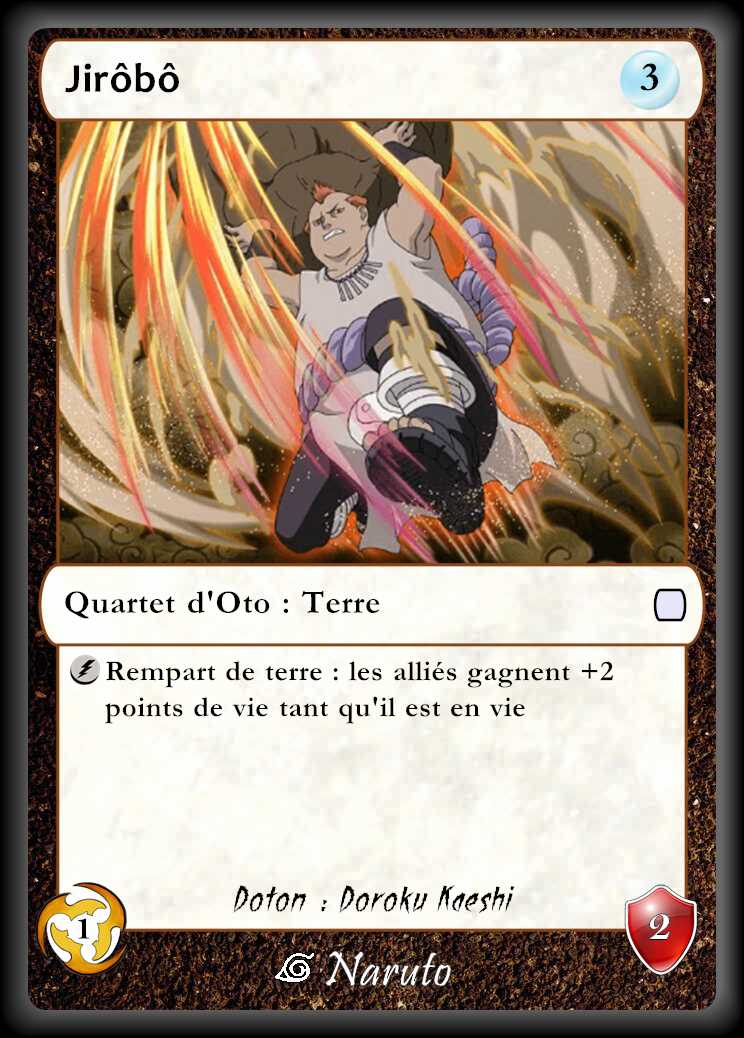 Jirôbô
3
Quartet d'Oto : Terre
Rempart de terre : les alliés gagnent +2
points de vie tant qu'il est en vie
Doton : Doroku Kaeshi
1
2
Naruto